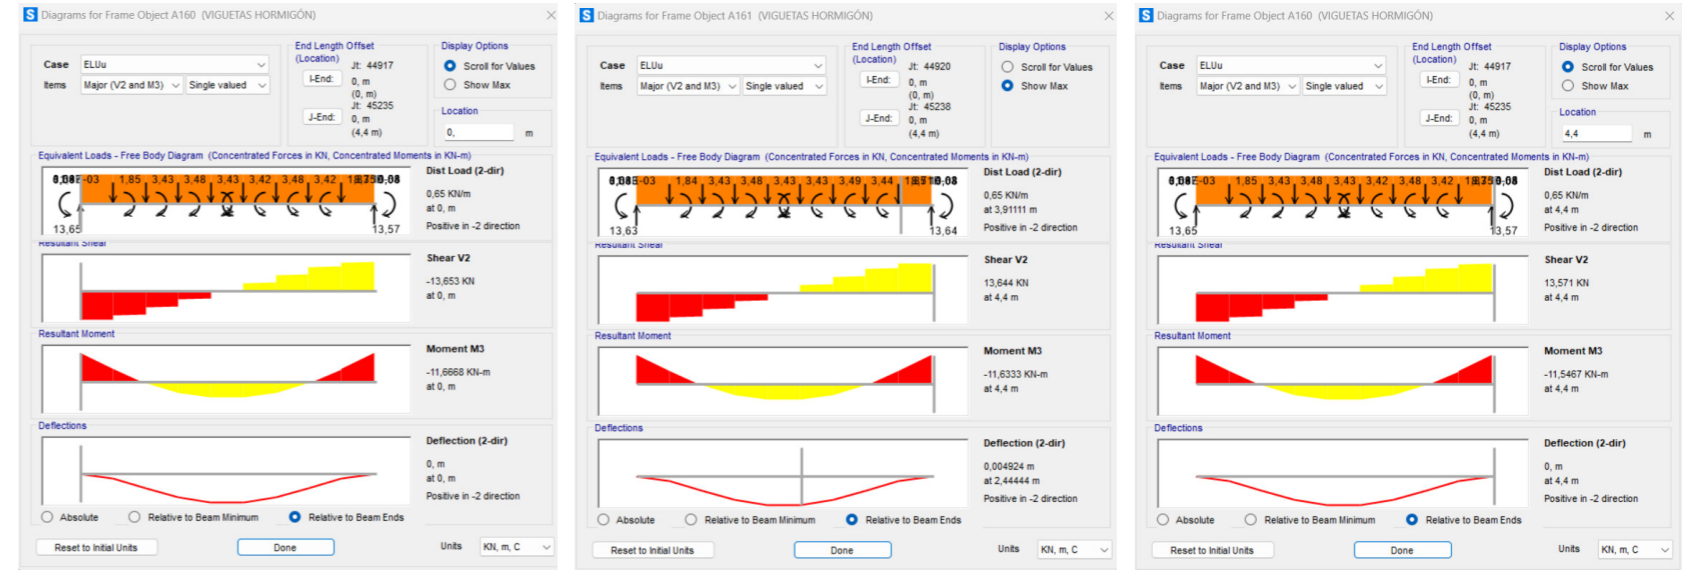 S Diagrams for Frame Object A160 (VIGUETAS HORMIGÓN)
Case ELUu
Items Major (V2 and M3) Single valued
End Length Offset
(Location)
Jt: 44917
I-End: 0, m
(0, m)
Jt: 45235
J-End: 0, m
(4,4 m)
Display Options
Scroll for Values
Show Max
Location
0, m
Equivalent Loads - Free Body Diagram (Concentrated Forces in KN, Concentrated Moments in KN-m)
1,85 3,43 3,48 3,43 3,42 3,48 3,42
13,65 13,57
Dist Load (2-dir)
0,65 KN/m
at 0, m
Positive in -2 direction
Resultant Shear
Shear V2
-13,653 KN
at 0, m
Resultant Moment
Moment M3
-11,6668 KN-m
at 0, m
Deflections
Deflection (2-dir)
0, m
at 0, m
Positive in -2 direction
Absolute Relative to Beam Minimum Relative to Beam Ends
Reset to Initial Units Done Units KN, m, C
S Diagrams for Frame Object A161 (VIGUETAS HORMIGÓN)
Case ELUu
Items Major (V2 and M3) Single valued
End Length Offset
(Location)
Jt: 44920
I-End: 0, m
(0, m)
Jt: 45238
J-End: 0, m
(4,4 m)
Display Options
Scroll for Values
Show Max
Equivalent Loads - Free Body Diagram (Concentrated Forces in KN, Concentrated Moments in KN-m)
1,84 3,43 3,48 3,43 3,43 3,49 3,44
13,63 13,64
Dist Load (2-dir)
0,65 KN/m
at 3,91111 m
Positive in -2 direction
Resultant Shear
Shear V2
13,644 KN
at 4,4 m
Resultant Moment
Moment M3
-11,6333 KN-m
at 4,4 m
Deflections
Deflection (2-dir)
0,004924 m
at 2,44444 m
Positive in -2 direction
Absolute Relative to Beam Minimum Relative to Beam Ends
Reset to Initial Units Done Units KN, m, C
S Diagrams for Frame Object A160 (VIGUETAS HORMIGÓN)
Case ELUu
Items Major (V2 and M3) Single valued
End Length Offset
(Location)
Jt: 44917
I-End: 0, m
(0, m)
Jt: 45235
J-End: 0, m
(4,4 m)
Display Options
Scroll for Values
Show Max
Location
4,4 m
Equivalent Loads - Free Body Diagram (Concentrated Forces in KN, Concentrated Moments in KN-m)
1,85 3,43 3,48 3,43 3,42 3,48 3,42
13,65 13,57
Dist Load (2-dir)
0,65 KN/m
at 4,4 m
Positive in -2 direction
Resultant Shear
Shear V2
13,571 KN
at 4,4 m
Resultant Moment
Moment M3
-11,5467 KN-m
at 4,4 m
Deflections
Deflection (2-dir)
0, m
at 4,4 m
Positive in -2 direction
Absolute Relative to Beam Minimum Relative to Beam Ends
Reset to Initial Units Done Units KN, m, C